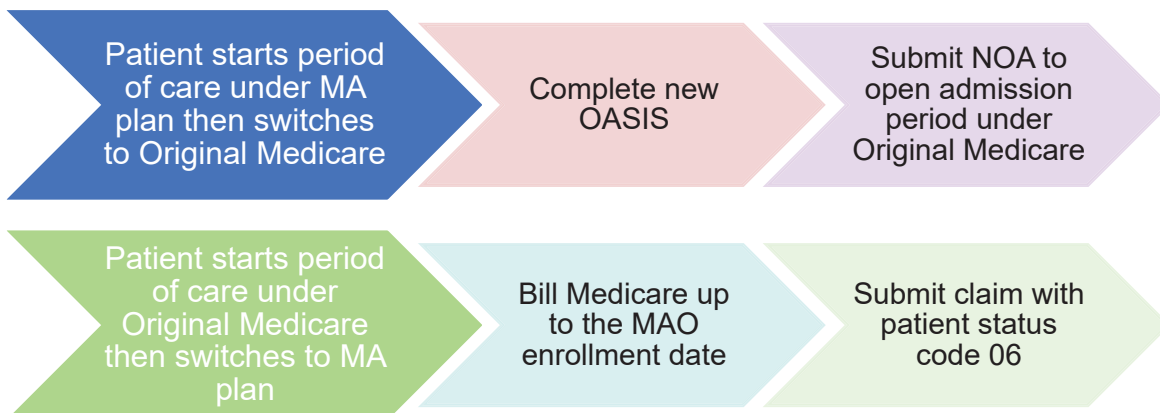 Patient starts period
of care under MA
plan then switches
to Original Medicare
Complete new
OASIS
Submit NOA to
open admission
period under
Original Medicare
Patient starts period
of care under
Original Medicare
then switches to MA
plan
Bill Medicare up
to the MAO
enrollment date
Submit claim with
patient status
code 06